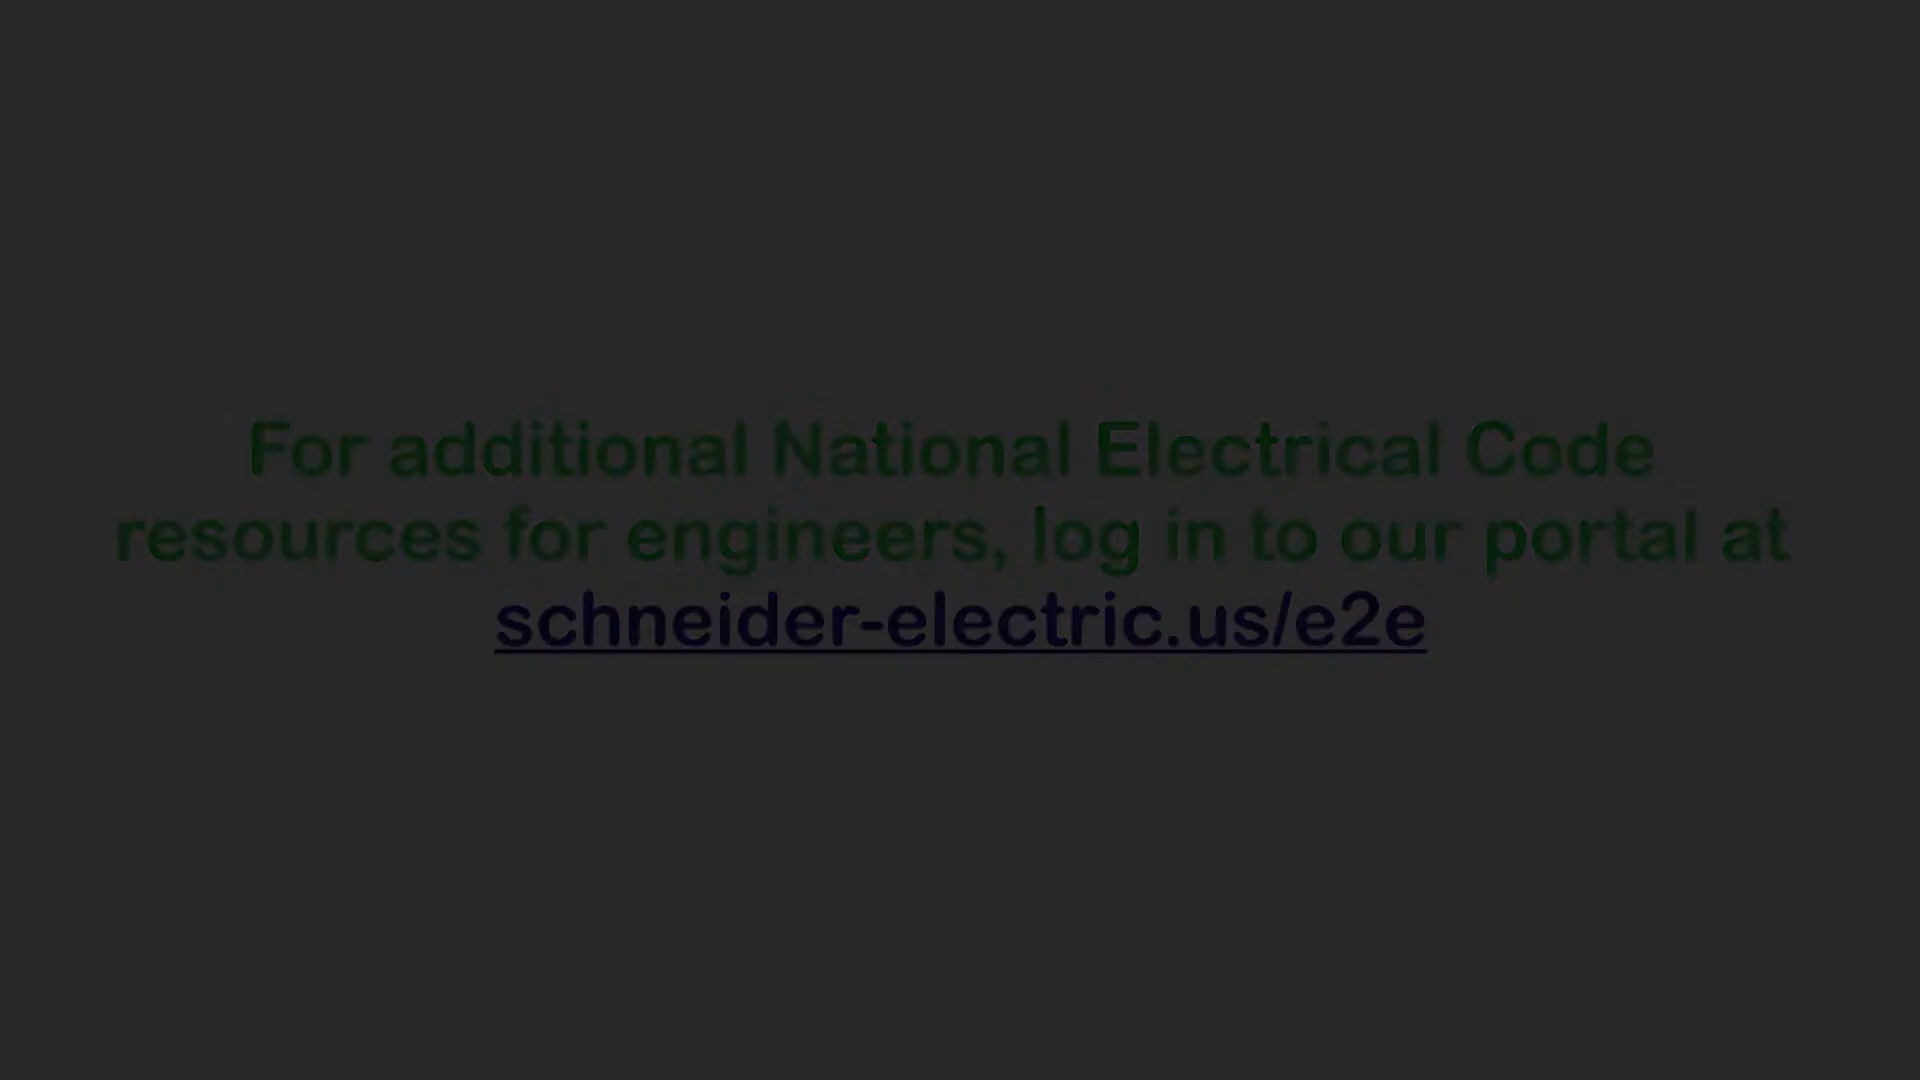 For additional National Electrical Code
resources for engineers, log in to our portal at
schneider-electric.us/e2e